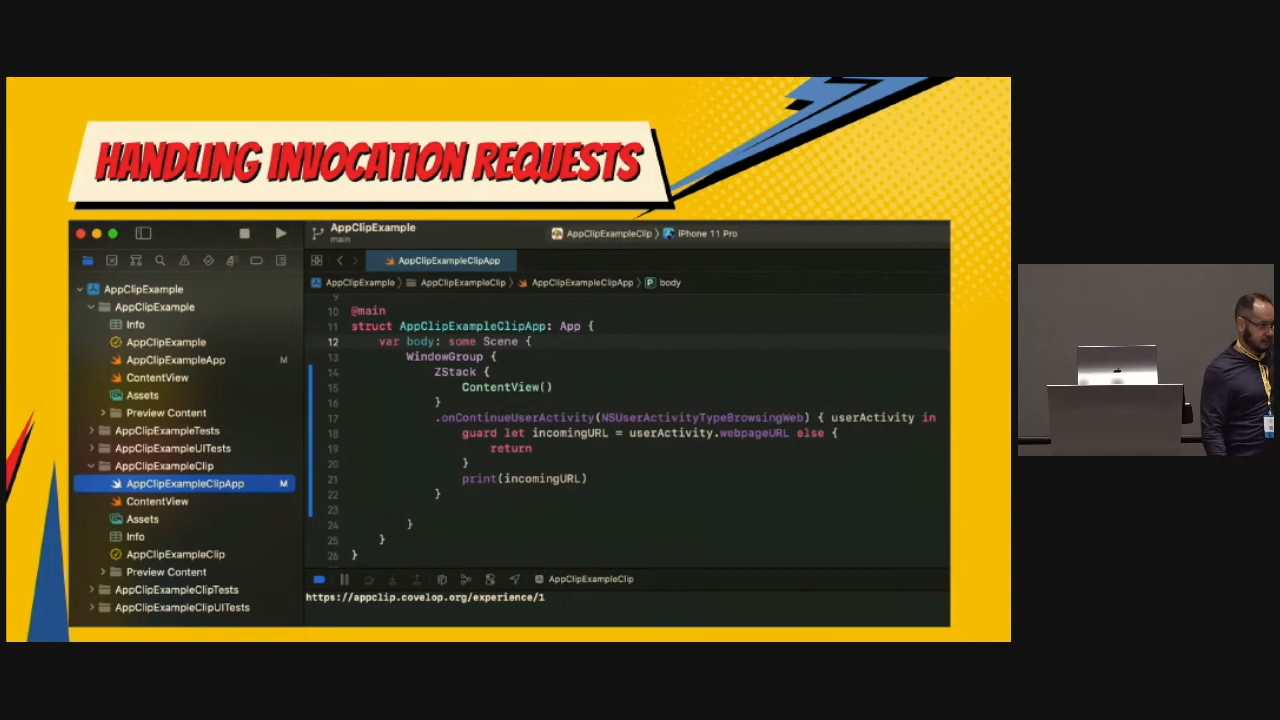 HANDLING INVOCATION REQUESTS
AppClipExample
main
AppClipExampleClip
iPhone 11 Pro
AppClipExampleClipApp
AppClipExample
AppClipExampleClip
AppClipExampleClipApp
P body
AppClipExample
AppClipExample
Info
AppClipExample
AppClipExampleApp M
ContentView
Assets
Preview Content
AppClipExampleTests
AppClipExampleUITests
AppClipExampleClip
AppClipExampleClipApp M
ContentView
Assets
Info
AppClipExampleClip
Preview Content
AppClipExampleClipTests
AppClipExampleClipUITests
9
10 @main
11 struct AppClipExampleClipApp: App {
12 var body: some Scene {
13 WindowGroup {
14 ZStack {
15 ContentView()
16 }
17 .onContinueUserActivity(NSUserActivityTypeBrowsingWeb) { userActivity in
18 guard let incomingURL = userActivity.webpageURL else {
19 return
20 }
21 print(incomingURL)
22 }
23
24 }
25 }
26 }
AppClipExampleClip
https://appclip.covelop.org/experience/1